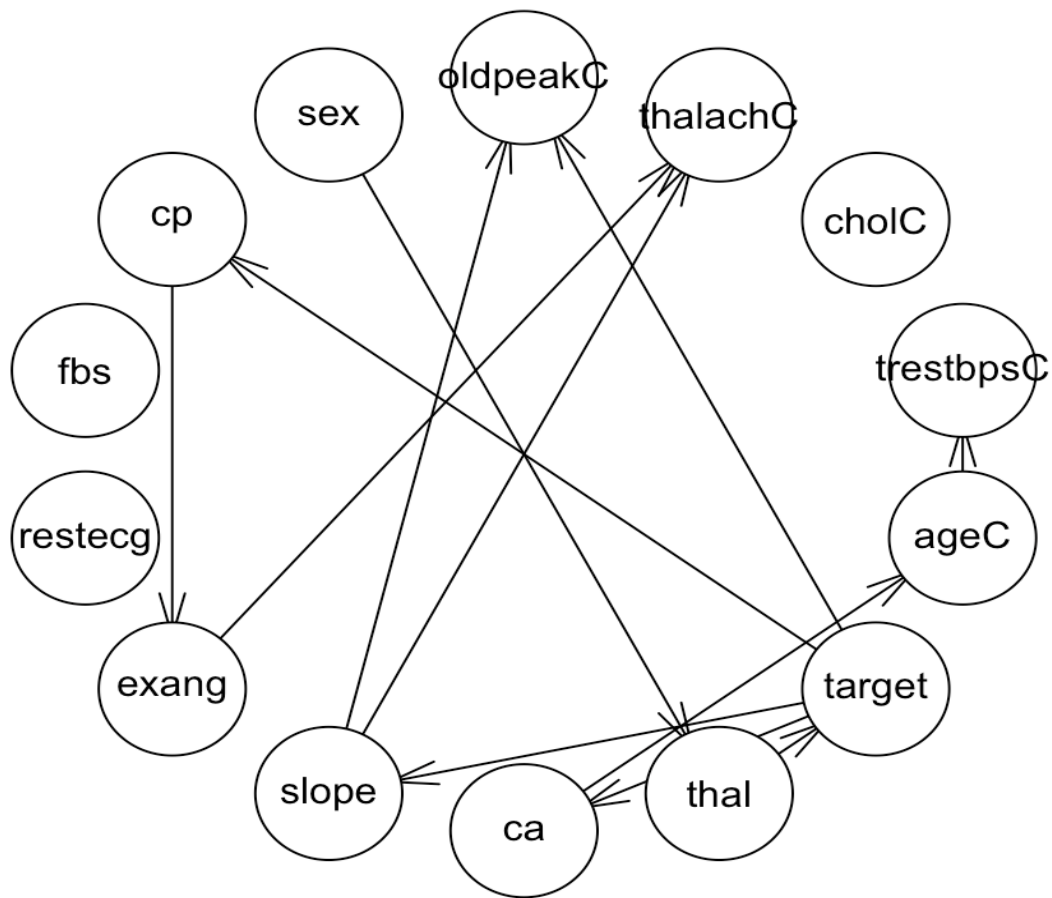 oldpeakC
sex
thalachC
cp
cholC
fbs
trestbpsC
restecg
ageC
exang
target
slope
thal
ca